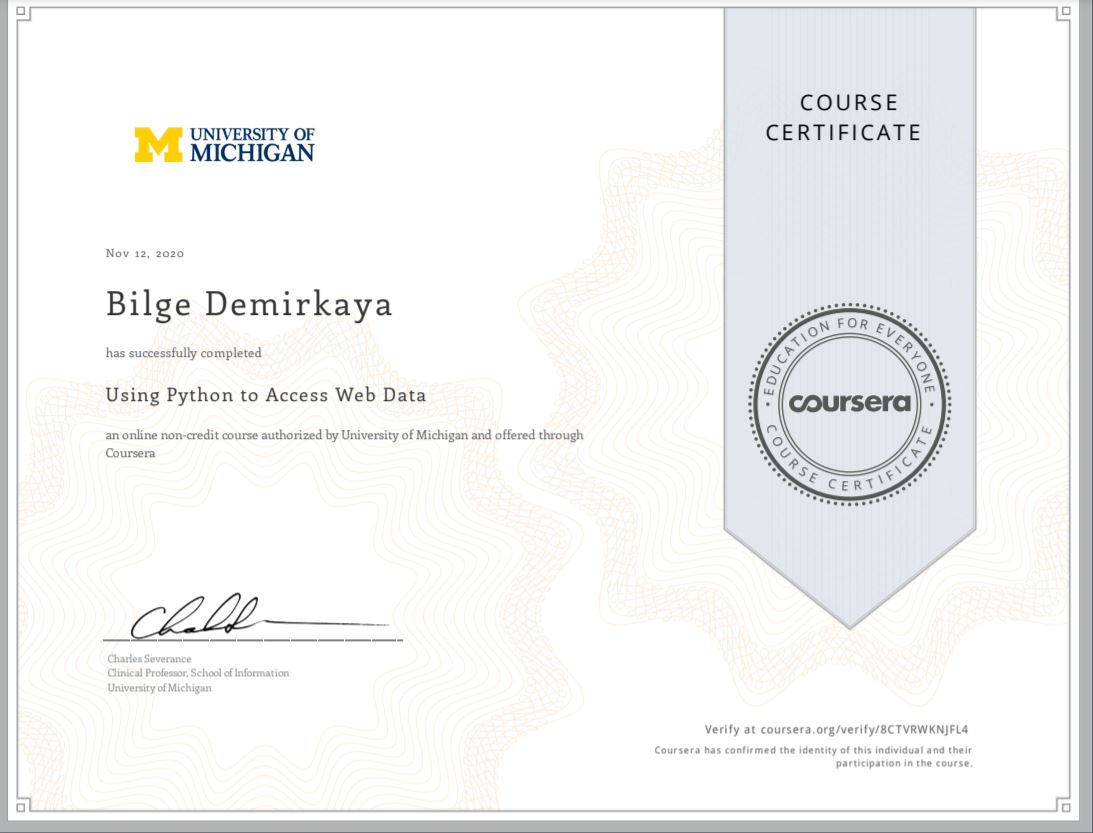 COURSE
CERTIFICATE
UNIVERSITY OF
MICHIGAN
Nov 12, 2020
Bilge Demirkaya
has successfully completed
Using Python to Access Web Data
an online non-credit course authorized by University of Michigan and offered through
Coursera
EDUCATION FOR EVERYONE
coursera
COURSE CERTIFICATE
Charles Severance
Clinical Professor, School of Information
University of Michigan
Verify at coursera.org/verify/8CTVRWKNJFL4
Coursera has confirmed the identity of this individual and their
participation in the course.